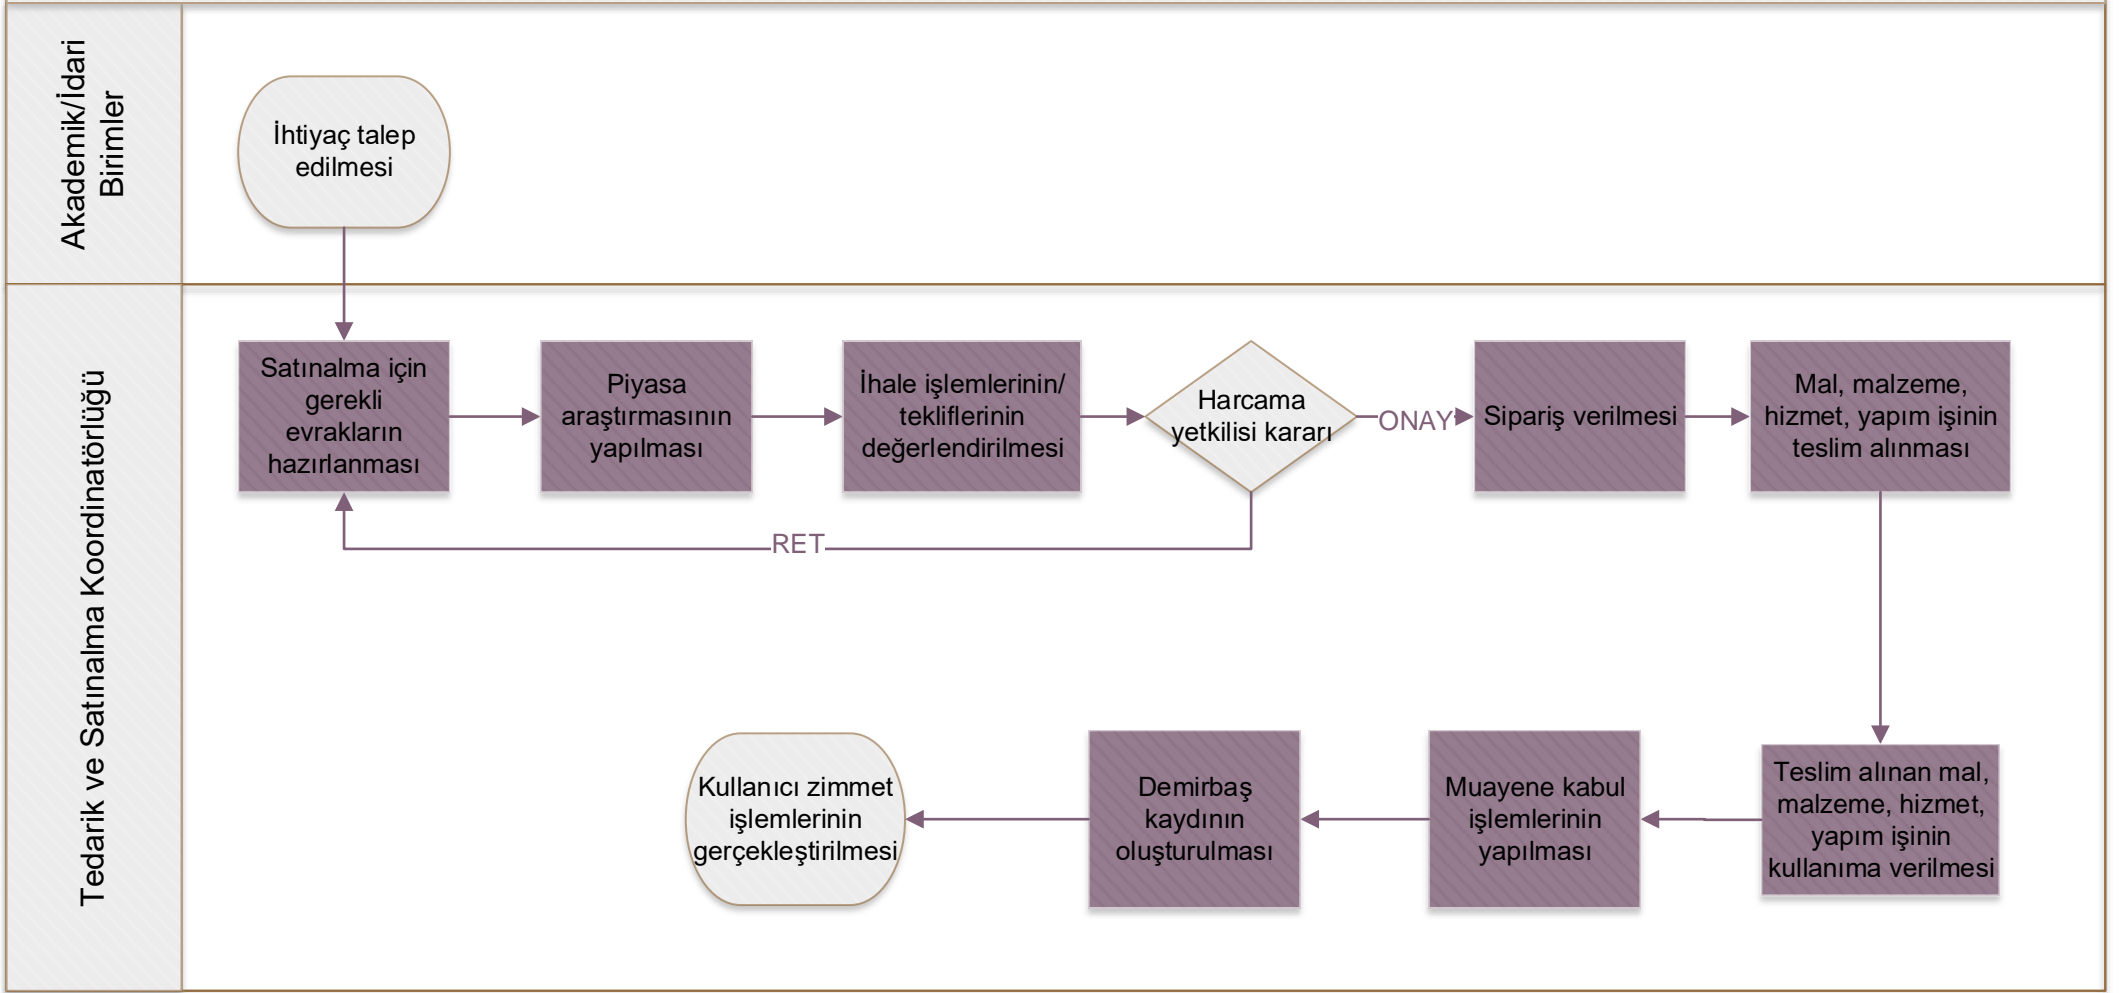 Akademik/İdari
Birimler
İhtiyaç talep
edilmesi
Tedarik ve Satınalma Koordinatörlüğü
Satınalma için
gerekli
evrakların
hazırlanması
Piyasa
araştırmasının
yapılması
İhale işlemlerinin/
tekliflerinin
değerlendirilmesi
Harcama
yetkilisi kararı
ONAY
Sipariş verilmesi
Mal, malzeme,
hizmet, yapım işinin
teslim alınması
RET
Teslim alınan mal,
malzeme, hizmet,
yapım işinin
kullanıma verilmesi
Muayene kabul
işlemlerinin
yapılması
Demirbaş
kaydının
oluşturulması
Kullanıcı zimmet
işlemlerinin
gerçekleştirilmesi